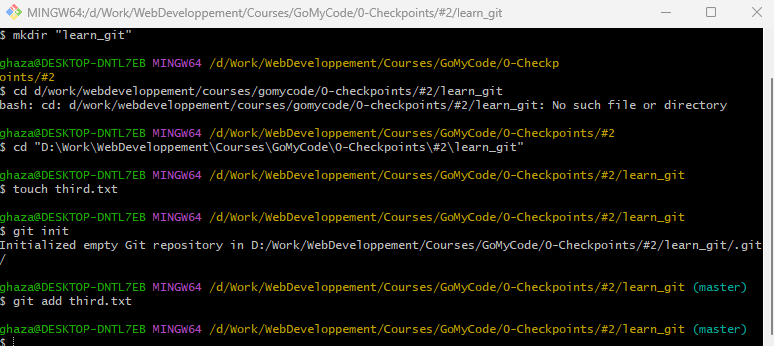 MINGW64:/d/Work/WebDeveloppement/Courses/GoMyCode/0-Checkpoints/#2/learn_git
$ mkdir "learn_git"
ghaza@DESKTOP-DNTL7EB MINGW64 /d/Work/WebDeveloppement/Courses/GoMyCode/0-Checkp
oints/#2
$ cd d/work/webdeveloppement/courses/gomycode/0-checkpoints/#2/learn_git
bash: cd: d/work/webdeveloppement/courses/gomycode/0-checkpoints/#2/learn_git: No such file or directory
ghaza@DESKTOP-DNTL7EB MINGW64 /d/Work/WebDeveloppement/Courses/GoMyCode/0-Checkpoints/#2
$ cd "D:\Work\WebDeveloppement\Courses\GoMyCode\0-Checkpoints\#2\learn_git"
ghaza@DESKTOP-DNTL7EB MINGW64 /d/Work/WebDeveloppement/Courses/GoMyCode/0-Checkpoints/#2/learn_git
$ touch third.txt
ghaza@DESKTOP-DNTL7EB MINGW64 /d/Work/WebDeveloppement/Courses/GoMyCode/0-Checkpoints/#2/learn_git
$ git init
Initialized empty Git repository in D:/Work/WebDeveloppement/Courses/GoMyCode/0-Checkpoints/#2/learn_git/.git
/
ghaza@DESKTOP-DNTL7EB MINGW64 /d/Work/WebDeveloppement/Courses/GoMyCode/0-Checkpoints/#2/learn_git (master)
$ git add third.txt
ghaza@DESKTOP-DNTL7EB MINGW64 /d/Work/WebDeveloppement/Courses/GoMyCode/0-Checkpoints/#2/learn_git (master)
$